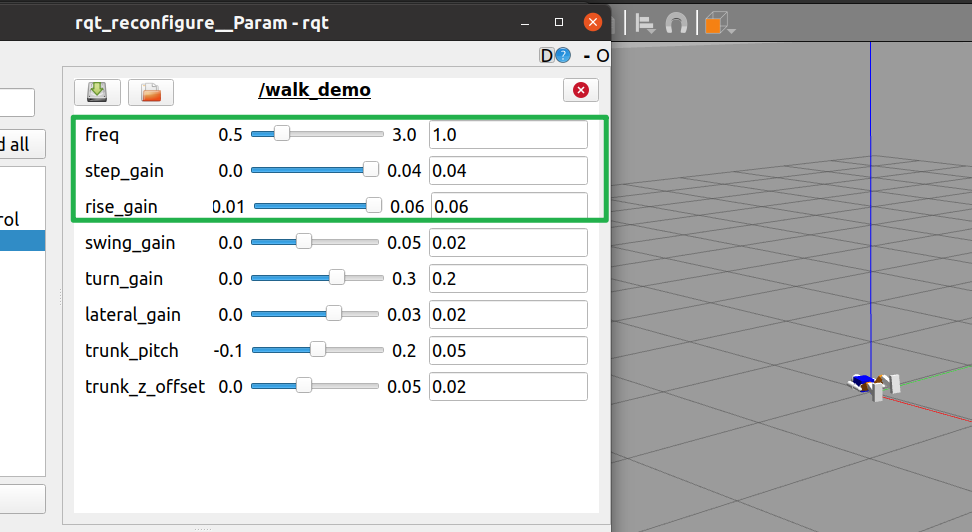 rqt_reconfigure__Param - rqt
D? - O
/walk_demo
d all
freq 0.5 3.0 1.0
step_gain 0.0 0.04 0.04
rise_gain 0.01 0.06 0.06
rol
swing_gain 0.0 0.05 0.02
turn_gain 0.0 0.3 0.2
lateral_gain 0.0 0.03 0.02
trunk_pitch -0.1 0.2 0.05
trunk_z_offset 0.0 0.05 0.02